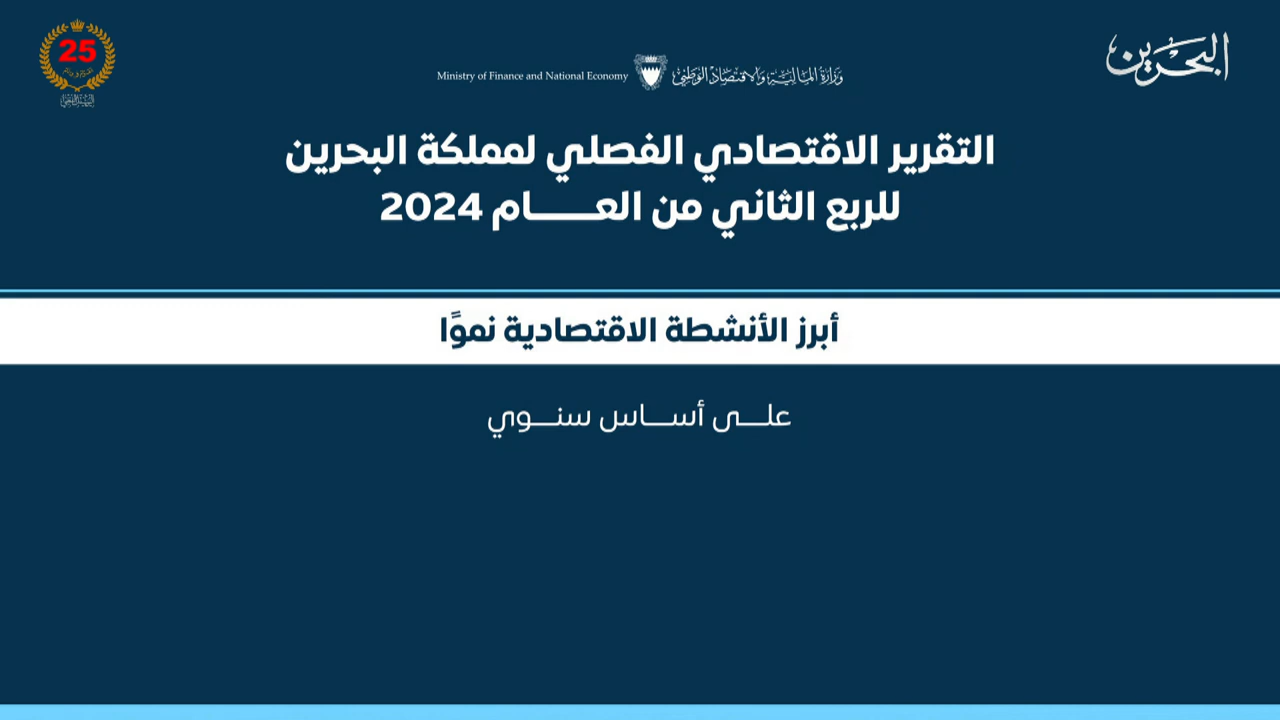 البحرين
وزارة المالية والاقتصاد الوطني
Ministry of Finance and National Economy
25
التقرير الاقتصادي الفصلي لمملكة البحرين
للربع الثاني من العـــــــام 2024
أبرز الأنشطة الاقتصادية نموًا
علـــى أســـاس سنـــوي